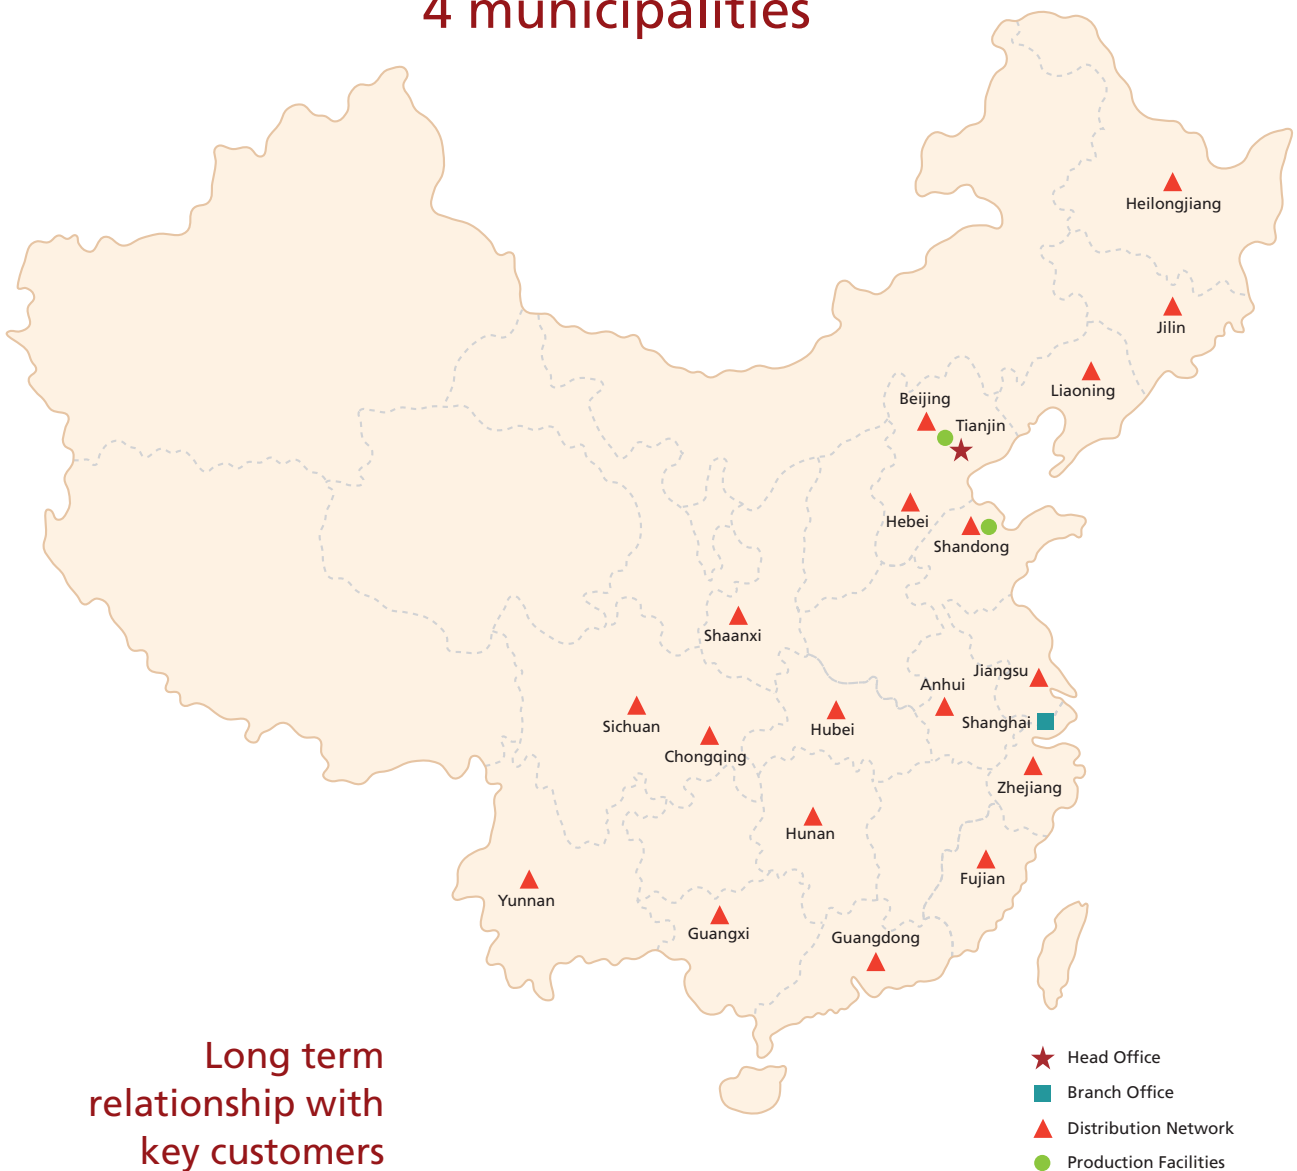 4 municipalities
Heilongjiang
Jilin
Liaoning
Beijing
Tianjin
Hebei
Shandong
Shaanxi
Jiangsu
Anhui
Shanghai
Sichuan
Hubei
Chongqing
Zhejiang
Hunan
Fujian
Yunnan
Guangxi
Guangdong
Long term
relationship with
key customers
Head Office
Branch Office
Distribution Network
Production Facilities